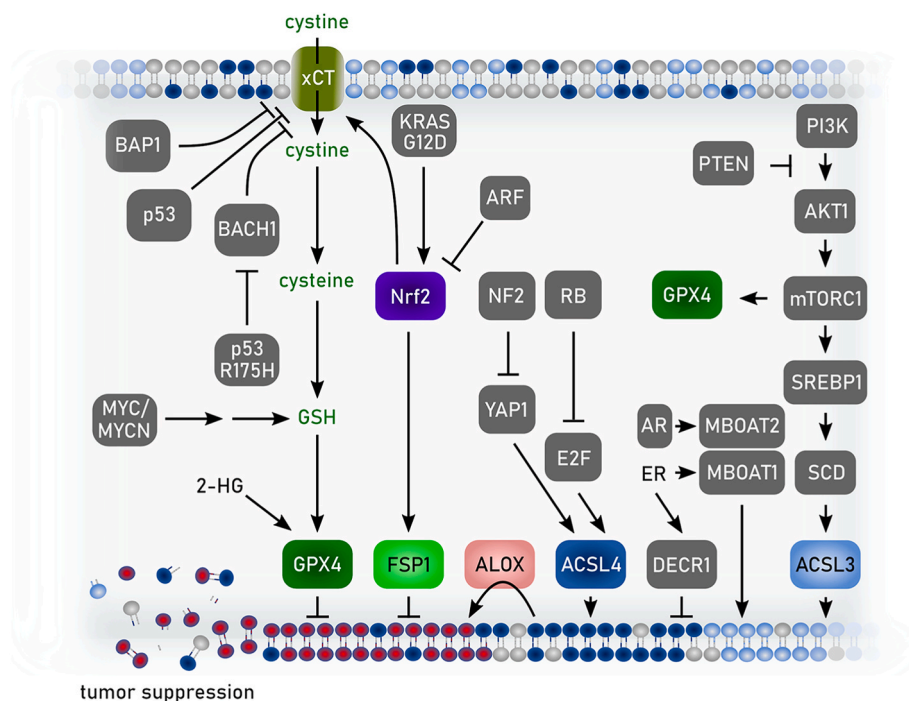 cystine
xCT
cystine
BAP1
p53
BACH1
KRAS
G12D
ARF
PI3K
PTEN
AKT1
cysteine
Nrf2
NF2
RB
GPX4
mTORC1
p53
R175H
SREBP1
MYC/
MYCN
GSH
YAP1
AR
MBOAT2
E2F
ER
MBOAT1
SCD
2-HG
GPX4
FSP1
ALOX
ACSL4
DECR1
ACSL3
tumor suppression